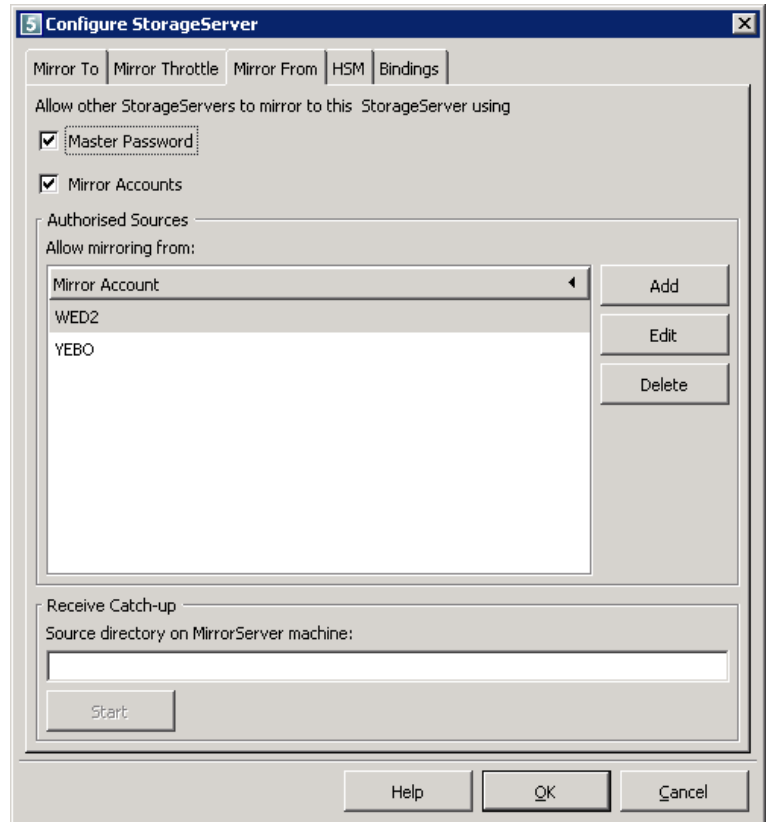 5 Configure StorageServer
Mirror To Mirror Throttle Mirror From HSM Bindings
Allow other StorageServers to mirror to this StorageServer using
Master Password
Mirror Accounts
Authorised Sources
Allow mirroring from:
Mirror Account
Add
WED2
Edit
YEBO
Delete
Receive Catch-up
Source directory on MirrorServer machine:
Start
Help OK Cancel